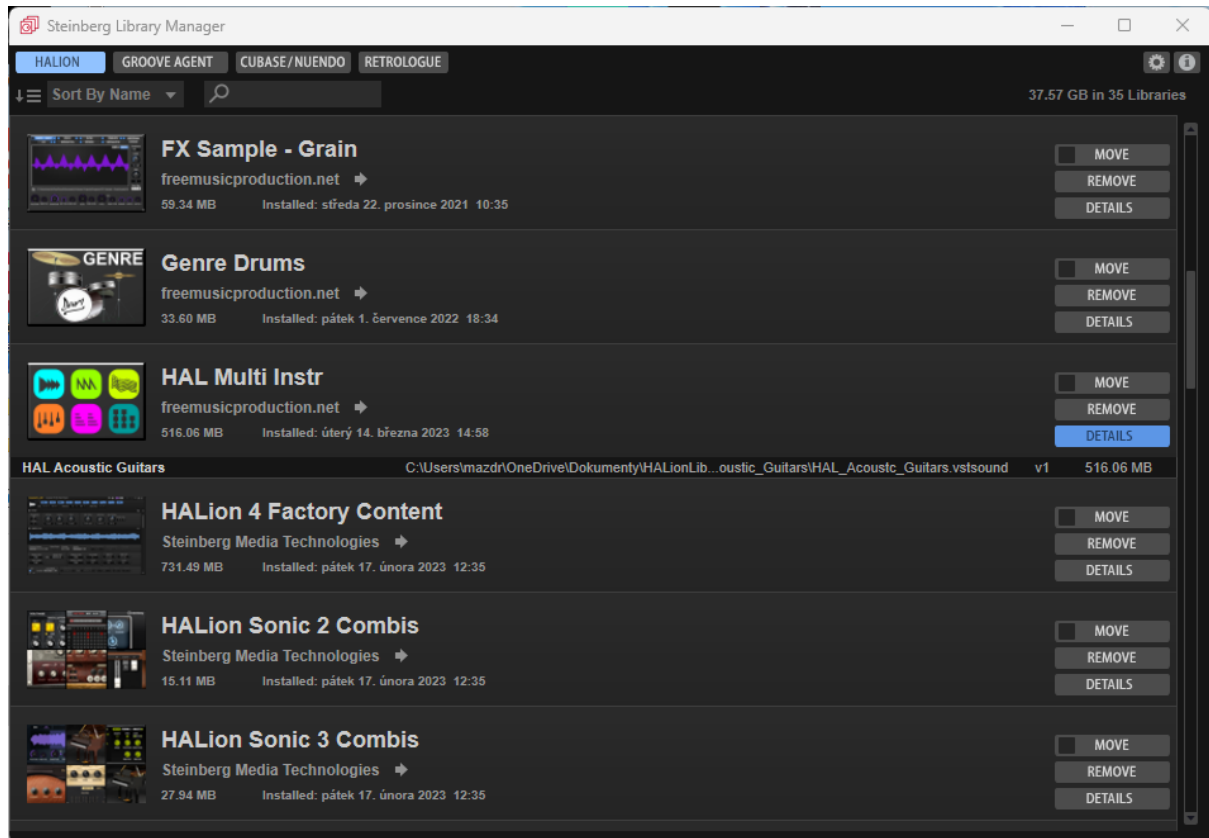 Steinberg Library Manager
HALION GROOVE AGENT CUBASE/NUENDO RETROLOGUE
Sort By Name
37.57 GB in 35 Libraries
FX Sample - Grain
freemusicproduction.net
59.34 MB Installed: středa 22. prosince 2021 10:35
MOVE
REMOVE
DETAILS
GENRE
Genre Drums
freemusicproduction.net
33.60 MB Installed: pátek 1. července 2022 18:34
MOVE
REMOVE
DETAILS
HAL Multi Instr
freemusicproduction.net
516.06 MB Installed: úterý 14. března 2023 14:58
MOVE
REMOVE
DETAILS
HAL Acoustic Guitars C:\Users\mazdr\OneDrive\Dokumenty\HALionLib...oustic_Guitars\HAL_Acoustc_Guitars.vstsound v1 516.06 MB
HALion 4 Factory Content
Steinberg Media Technologies
731.49 MB Installed: pátek 17. února 2023 12:35
MOVE
REMOVE
DETAILS
HALion Sonic 2 Combis
Steinberg Media Technologies
15.11 MB Installed: pátek 17. února 2023 12:35
MOVE
REMOVE
DETAILS
HALion Sonic 3 Combis
Steinberg Media Technologies
27.94 MB Installed: pátek 17. února 2023 12:35
MOVE
REMOVE
DETAILS